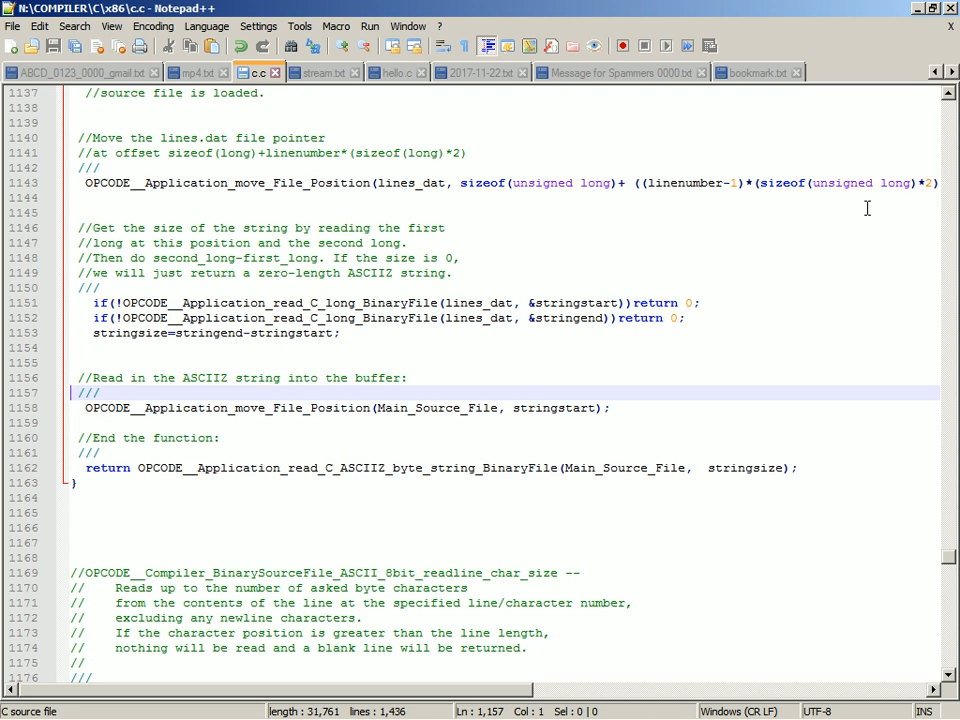 N:\COMPILER\C\x86\c.c - Notepad++
File Edit Search View Encoding Language Settings Tools Macro Run Window ? X
ABCD_0123_0000_gmail.txt mp4.txt c.c stream.txt hello.c 2017-11-22.txt Message for Spammers 0000.txt bookmark.txt
1137 //source file is loaded.
1138
1139
1140 //Move the lines.dat file pointer
1141 //at offset sizeof(long)+linenumber*(sizeof(long)*2)
1142 ///
1143 OPCODE__Application_move_File_Position(lines_dat, sizeof(unsigned long)+ ((linenumber-1)*(sizeof(unsigned long)*2)
1144
1145
1146 //Get the size of the string by reading the first
1147 //long at this position and the second long.
1148 //Then do second_long-first_long. If the size is 0,
1149 //we will just return a zero-length ASCIIZ string.
1150 ///
1151 if(!OPCODE__Application_read_C_long_BinaryFile(lines_dat, &stringstart))return 0;
1152 if(!OPCODE__Application_read_C_long_BinaryFile(lines_dat, &stringend))return 0;
1153 stringsize=stringend-stringstart;
1154
1155
1156 //Read in the ASCIIZ string into the buffer:
1157 ///
1158 OPCODE__Application_move_File_Position(Main_Source_File, stringstart);
1159
1160 //End the function:
1161 ///
1162 return OPCODE__Application_read_C_ASCIIZ_byte_string_BinaryFile(Main_Source_File, stringsize);
1163 }
1164
1165
1166
1167
1168
1169 //OPCODE__Compiler_BinarySourceFile_ASCII_8bit_readline_char_size --
1170 // Reads up to the number of asked byte characters
1171 // from the contents of the line at the specified line/character number,
1172 // excluding any newline characters.
1173 // If the character position is greater than the line length,
1174 // nothing will be read and a blank line will be returned.
1175 //
1176 ///
C source file length : 31,761 lines : 1,436 Ln : 1,157 Col : 1 Sel : 0 | 0 Windows (CR LF) UTF-8 INS